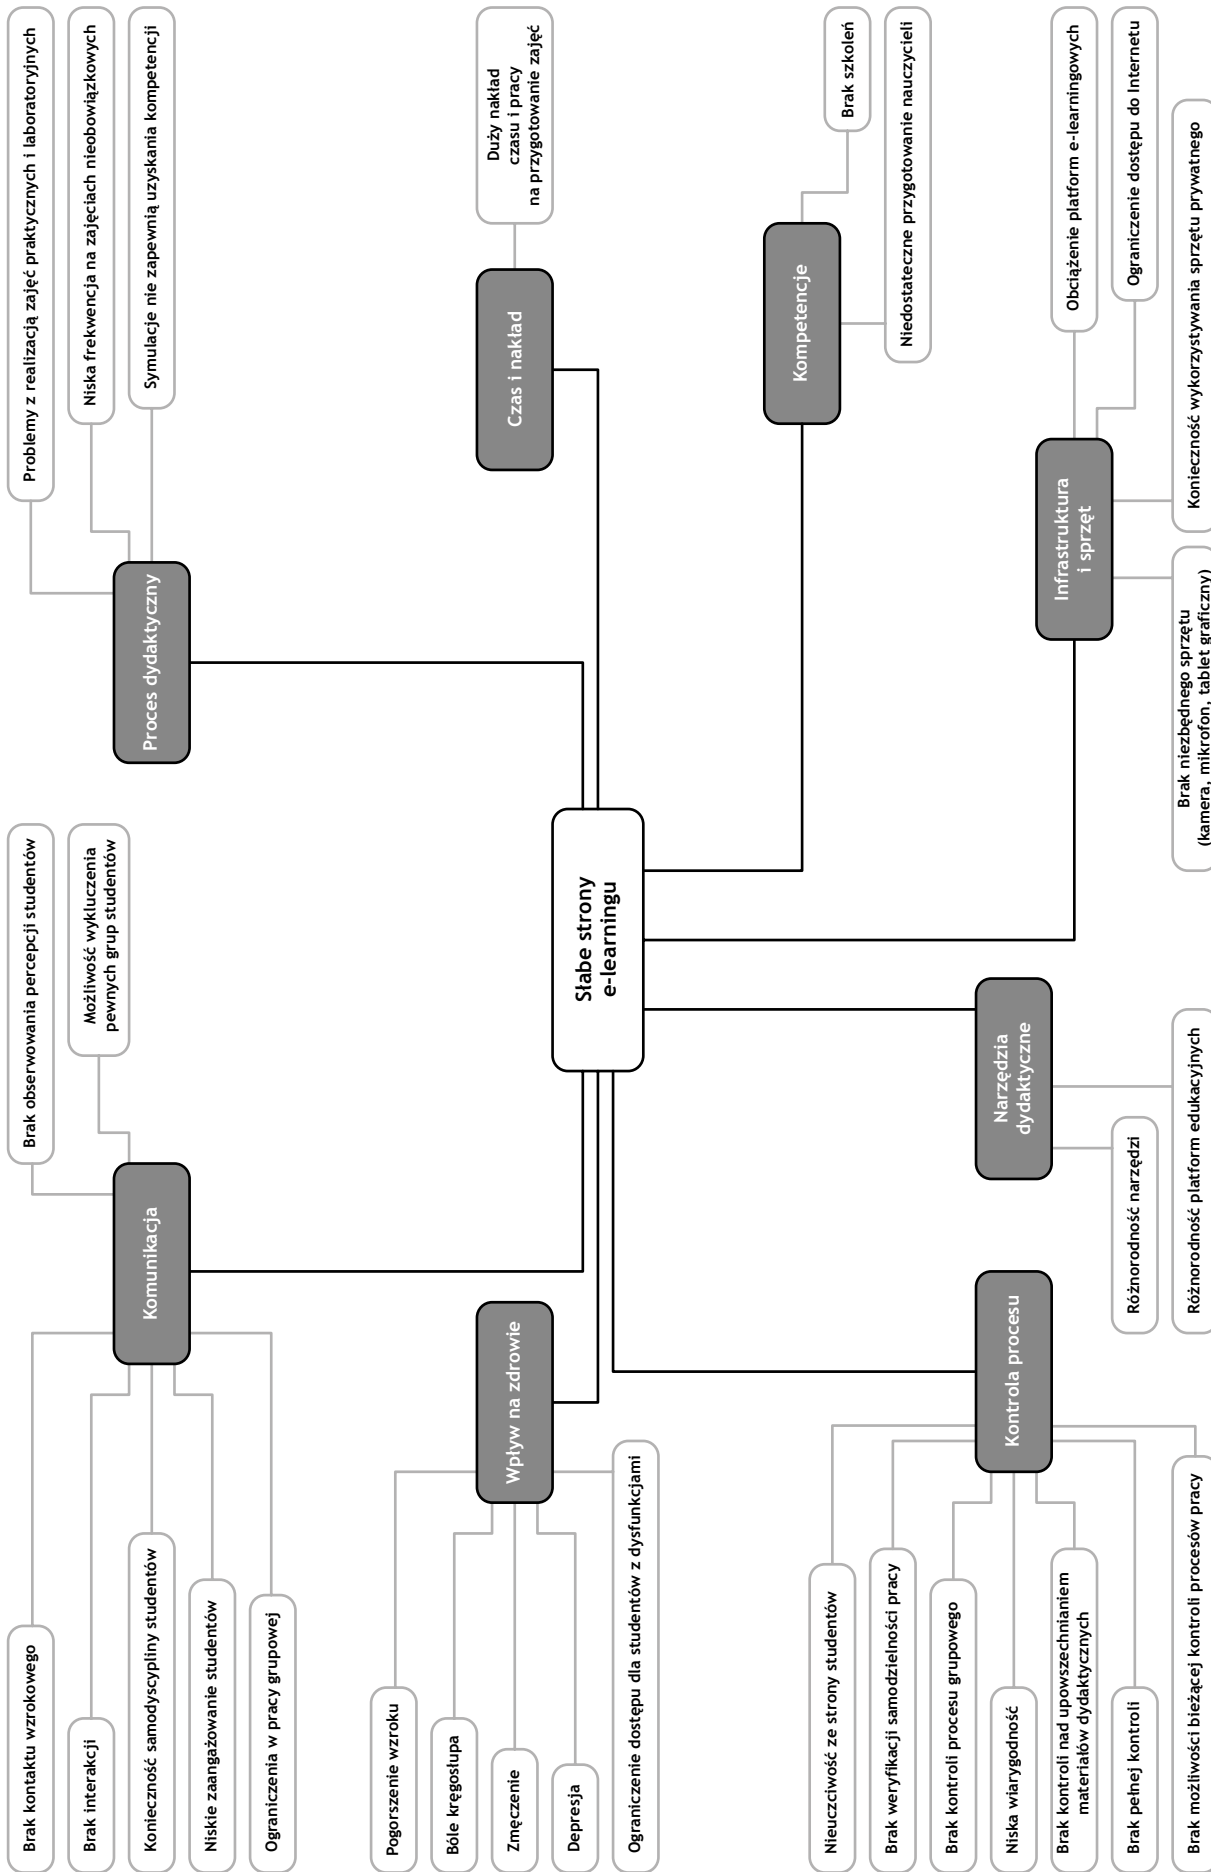 Brak kontaktu wzrokowego
Brak interakcji
Konieczność samodyscypliny studentów
Niskie zaangażowanie studentów
Ograniczenia w pracy grupowej
Komunikacja
Brak obserwowania percepcji studentów
Możliwość wykluczenia
pewnych grup studentów
Proces dydaktyczny
Problemy z realizacją zajęć praktycznych i laboratoryjnych
Niska frekwencja na zajęciach nieobowiązkowych
Symulacje nie zapewnią uzyskania kompetencji
Pogorszenie wzroku
Bóle kręgosłupa
Zmęczenie
Depresja
Ograniczenie dostępu dla studentów z dysfunkcjami
Wpływ na zdrowie
Słabe strony
e-learningu
Czas i nakład
Duży nakład
czasu i pracy
na przygotowanie zajęć
Nieuczciwość ze strony studentów
Brak weryfikacji samodzielności pracy
Brak kontroli procesu grupowego
Niska wiarygodność
Brak kontroli nad upowszechnianiem
materiałów dydaktycznych
Brak pełnej kontroli
Brak możliwości bieżącej kontroli procesów pracy
Kontrola procesu
Narzędzia
dydaktyczne
Różnorodność narzędzi
Różnorodność platform edukacyjnych
Kompetencje
Brak szkoleń
Niedostateczne przygotowanie nauczycieli
Infrastruktura
i sprzęt
Obciążenie platform e-learningowych
Ograniczenie dostępu do Internetu
Konieczność wykorzystywania sprzętu prywatnego
Brak niezbędnego sprzętu
(kamera, mikrofon, tablet graficzny)